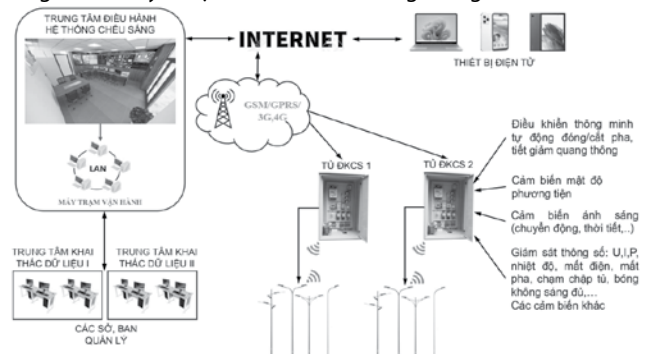 TRUNG TÂM ĐIỀU HÀNH
HỆ THỐNG CHIẾU SÁNG
INTERNET
THIẾT BỊ ĐIỆN TỬ
GSM/GPRS/
3G,4G
LAN
MÁY TRẠM VẬN HÀNH
TỦ ĐKCS 1
TỦ ĐKCS 2
Điều khiển thông minh
tự động đóng/cắt pha,
tiết giảm quang thông
Cảm biến mật độ
phương tiện
Cảm biến ánh sáng
(chuyển động, thời tiết,..)
Giám sát thông số: U,I,P,
nhiệt độ, mất điện, mất
pha, chạm chập tủ, bóng
không sáng đủ,...
Các cảm biến khác
TRUNG TÂM KHAI
THÁC DỮ LIỆU I
TRUNG TÂM KHAI
THÁC DỮ LIỆU II
CÁC SỞ, BAN
QUẢN LÝ